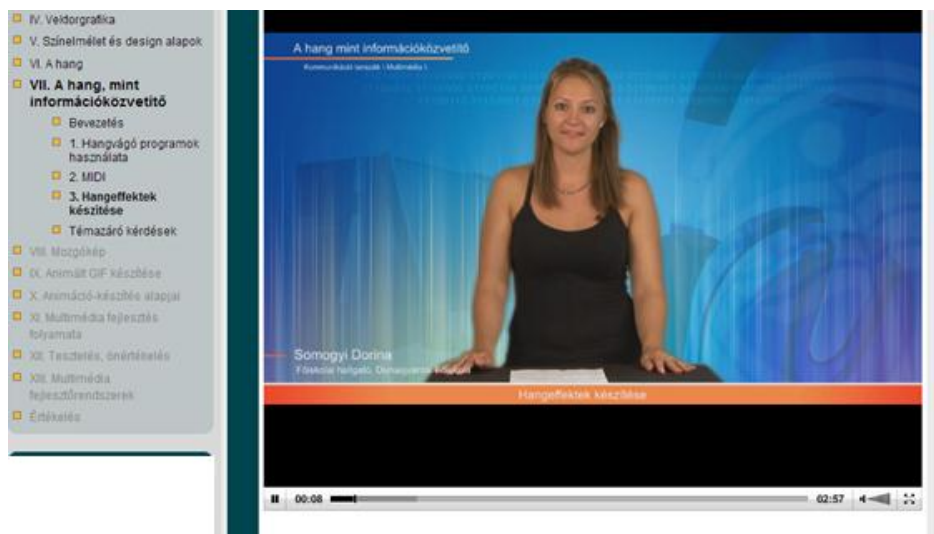 IV. Vektorgrafika
V. Színelmélet és design alapok
VI. A hang
VII. A hang, mint
információközvetítő
Bevezetés
1. Hangvágó programok
használata
2. MIDI
3. Hangeffektek
készítése
Témazáró kérdések
VIII. Mozgókép
IX. Animált GIF készítése
X. Animáció-készítés alapjai
XI. Multimédia fejlesztés
folyamata
XII. Tesztelés, önértékelés
XIII. Multimédia
fejlesztőrendszerek
Értékelés
A hang mint információközvetítő
Kommunikáció tanszék \ Multimédia I.
Somogyi Dorina
Főiskolai hallgató, Dunaújvárosi Főiskola
Hangeffektek készítése
00:08
02:57